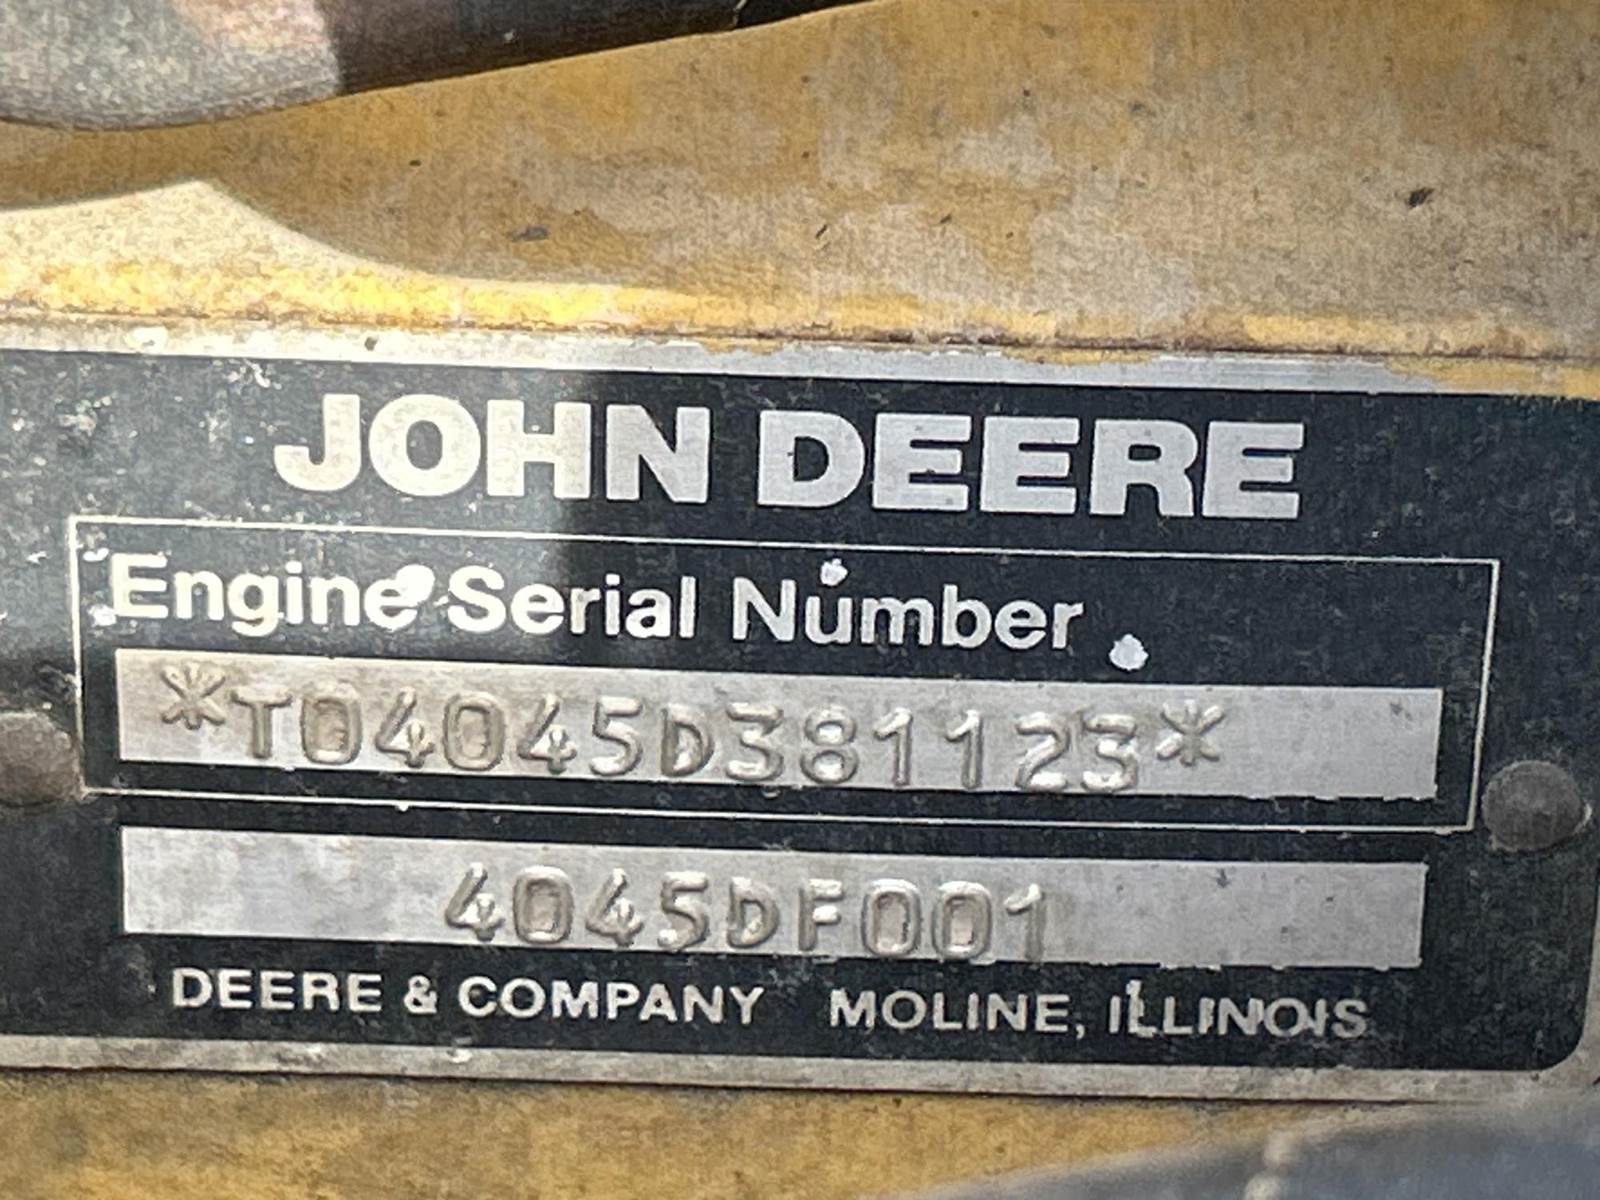 JOHN DEERE
Engine Serial Number
*T04045D381123*
4045DF001
DEERE & COMPANY MOLINE, ILLINOIS